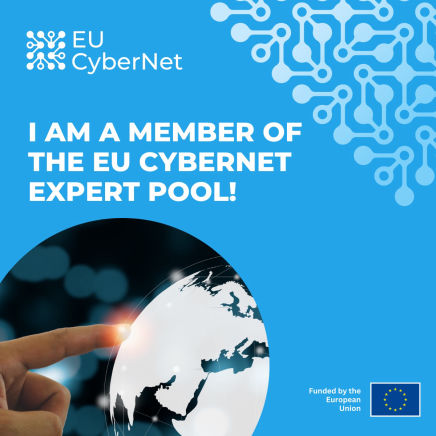 EU
CyberNet
I AM A MEMBER OF
THE EU CYBERNET
EXPERT POOL!
Funded by the
European
Union